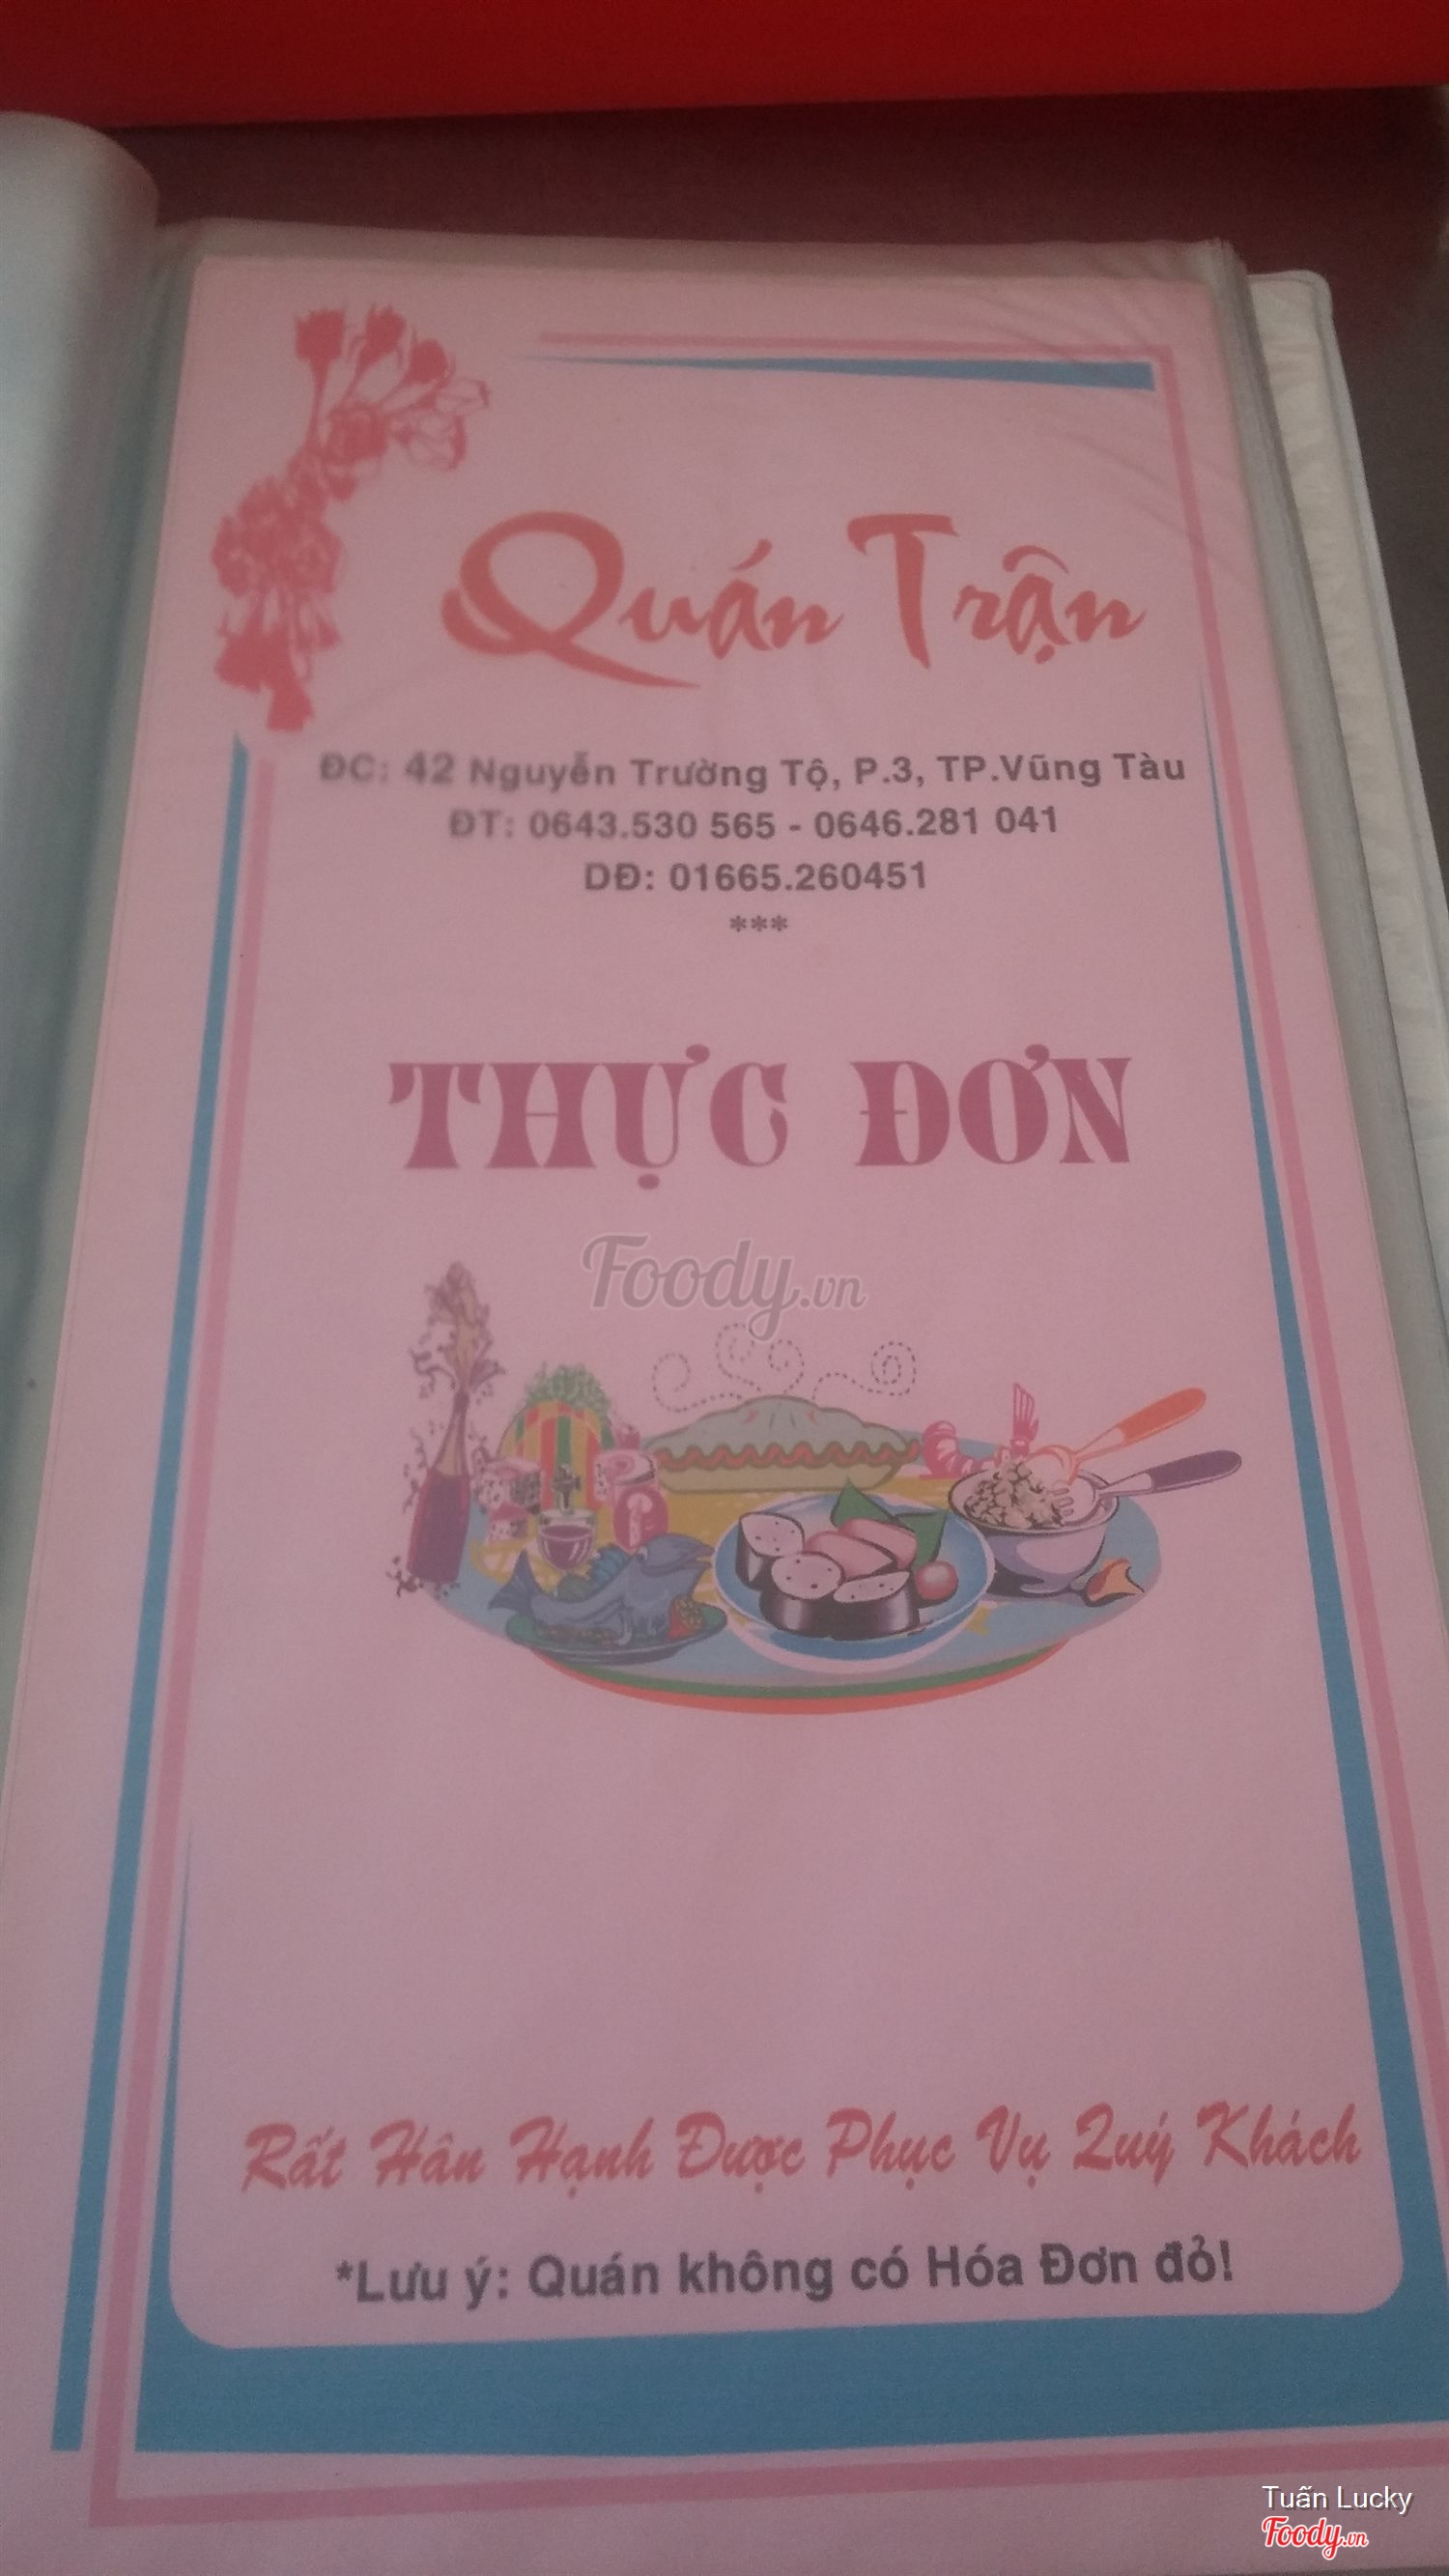 Quán Trận
ĐC: 42 Nguyễn Trường Tộ, P.3, TP.Vũng Tàu
ĐT: 0643.530 565 - 0646.281 041
DĐ: 01665.260451
***
THỰC ĐƠN
Foody.vn
Rất Hân Hạnh Được Phục Vụ Quý Khách
*Lưu ý: Quán không có Hóa Đơn đỏ!
Tuấn Lucky
Foody.vn